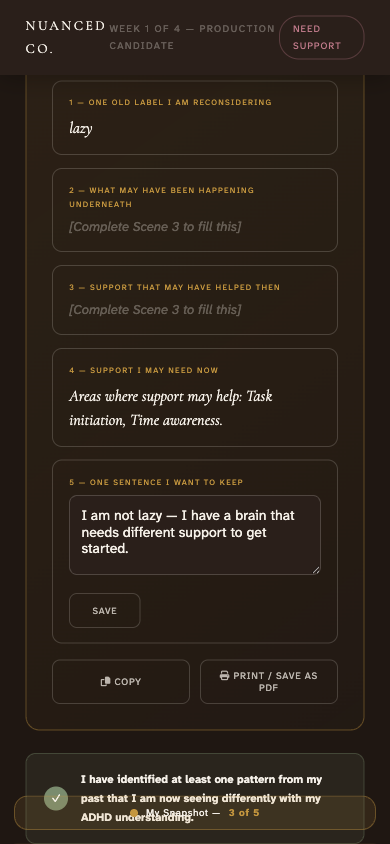 NUANCED CO.
WEEK 1 OF 4 — PRODUCTION CANDIDATE
NEED SUPPORT
1 — ONE OLD LABEL I AM RECONSIDERING
lazy
2 — WHAT MAY HAVE BEEN HAPPENING
UNDERNEATH
[Complete Scene 3 to fill this]
3 — SUPPORT THAT MAY HAVE HELPED THEN
[Complete Scene 3 to fill this]
4 — SUPPORT I MAY NEED NOW
Areas where support may help: Task
initiation, Time awareness.
5 — ONE SENTENCE I WANT TO KEEP
I am not lazy — I have a brain that
needs different support to get
started.
SAVE
COPY
PRINT / SAVE AS
PDF
I have identified at least one pattern from my
past that I am now seeing differently with my
ADHD understanding.
My Snapshot — 3 of 5